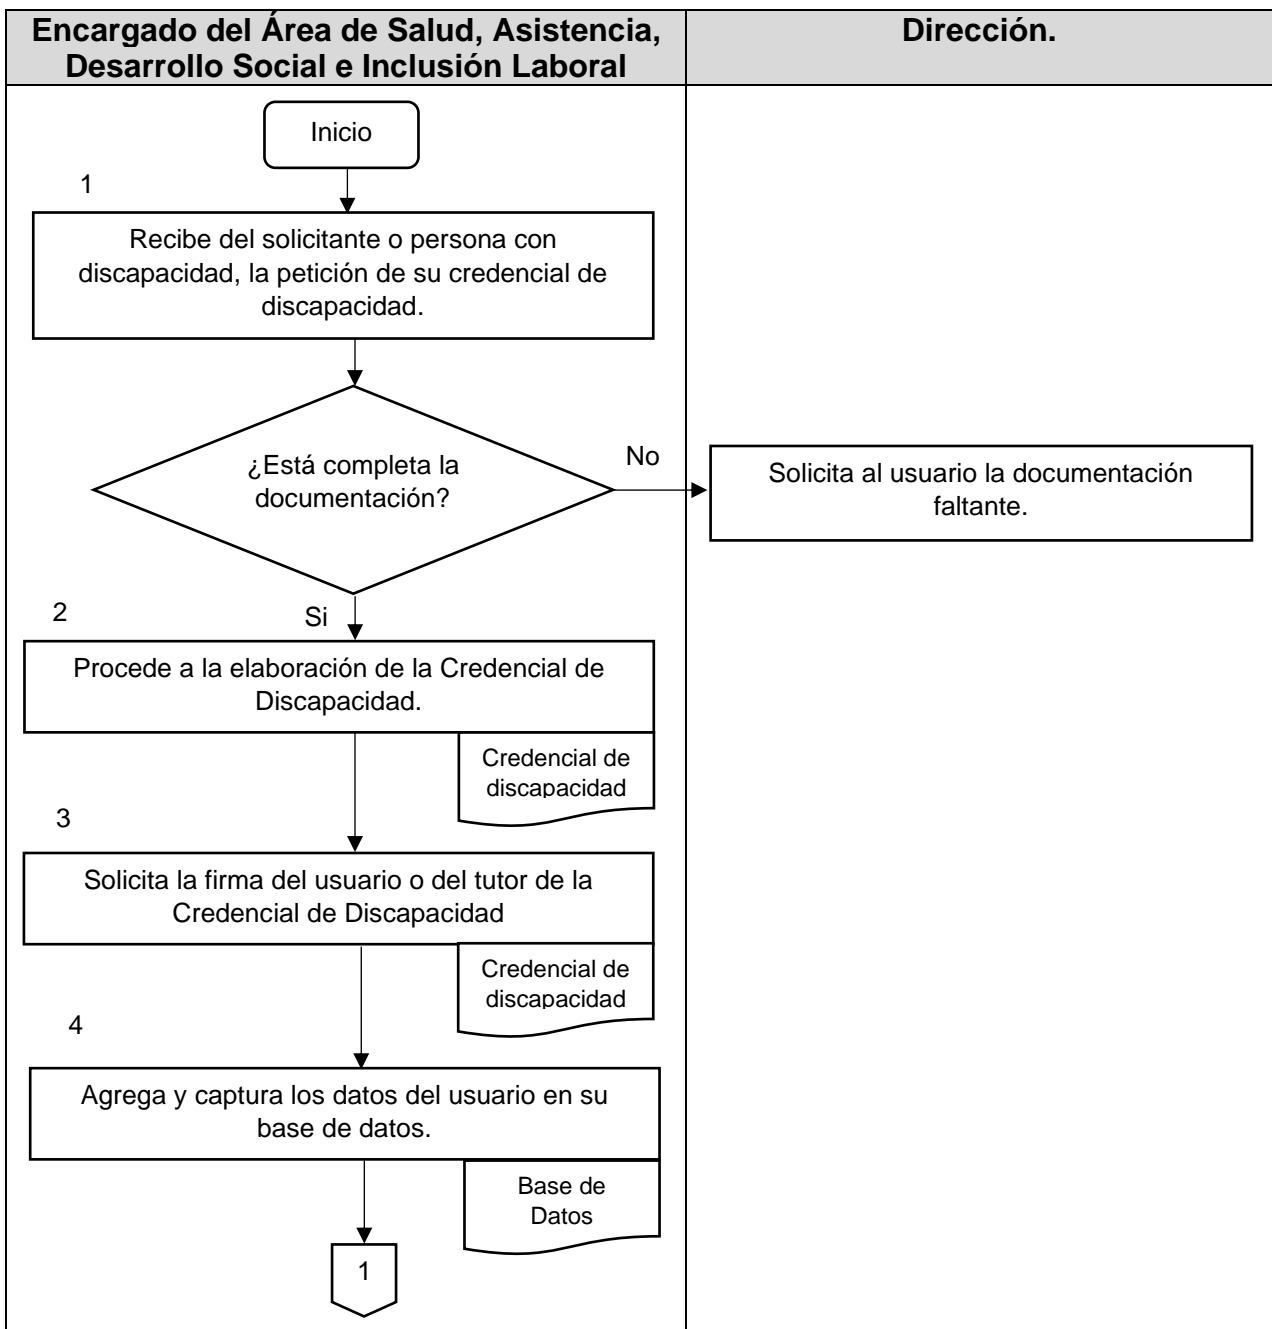 Encargado del Área de Salud, Asistencia,
Desarrollo Social e Inclusión Laboral
Dirección.
Inicio
1
Recibe del solicitante o persona con
discapacidad, la petición de su credencial de
discapacidad.
¿Está completa la
documentación?
No
Solicita al usuario la documentación
faltante.
2
Si
Procede a la elaboración de la Credencial de
Discapacidad.
Credencial de
discapacidad
3
Solicita la firma del usuario o del tutor de la
Credencial de Discapacidad
Credencial de
discapacidad
4
Agrega y captura los datos del usuario en su
base de datos.
Base de
Datos
1